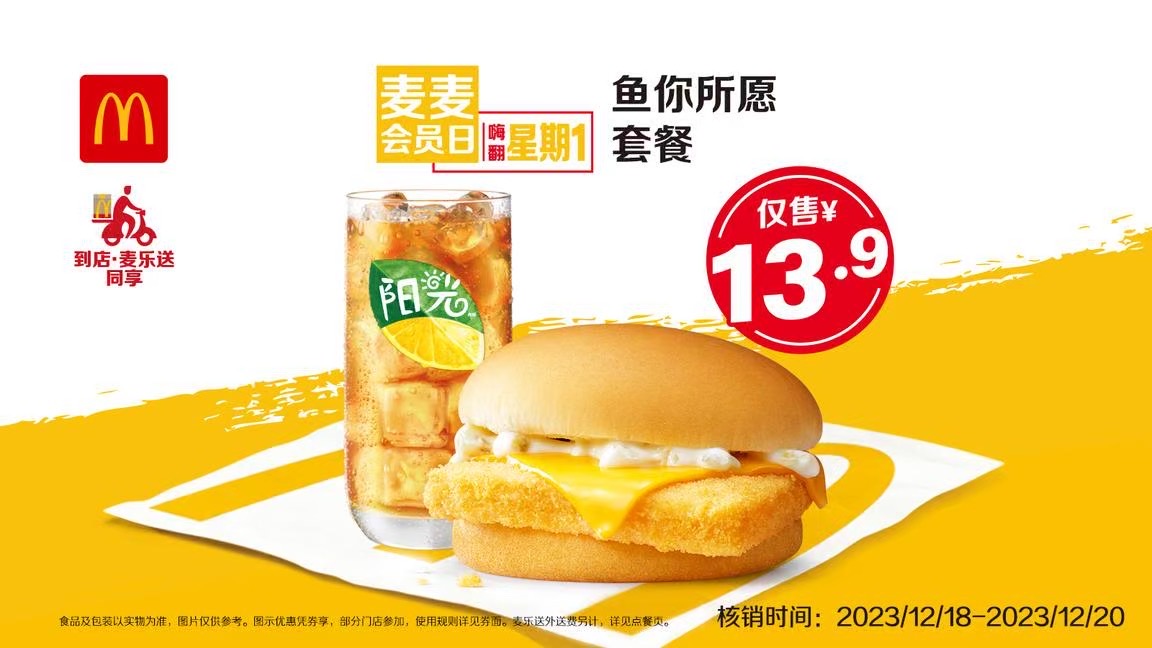 麦麦
会员日
嗨翻
星期1
鱼你所愿
套餐
到店·麦乐送
同享
仅售¥
13.9
阳光
食品及包装以实物为准，图片仅供参考。图示优惠凭券享，部分门店参加，使用规则详见券面。麦乐送外送费另计，详见点餐页。
核销时间：2023/12/18-2023/12/20